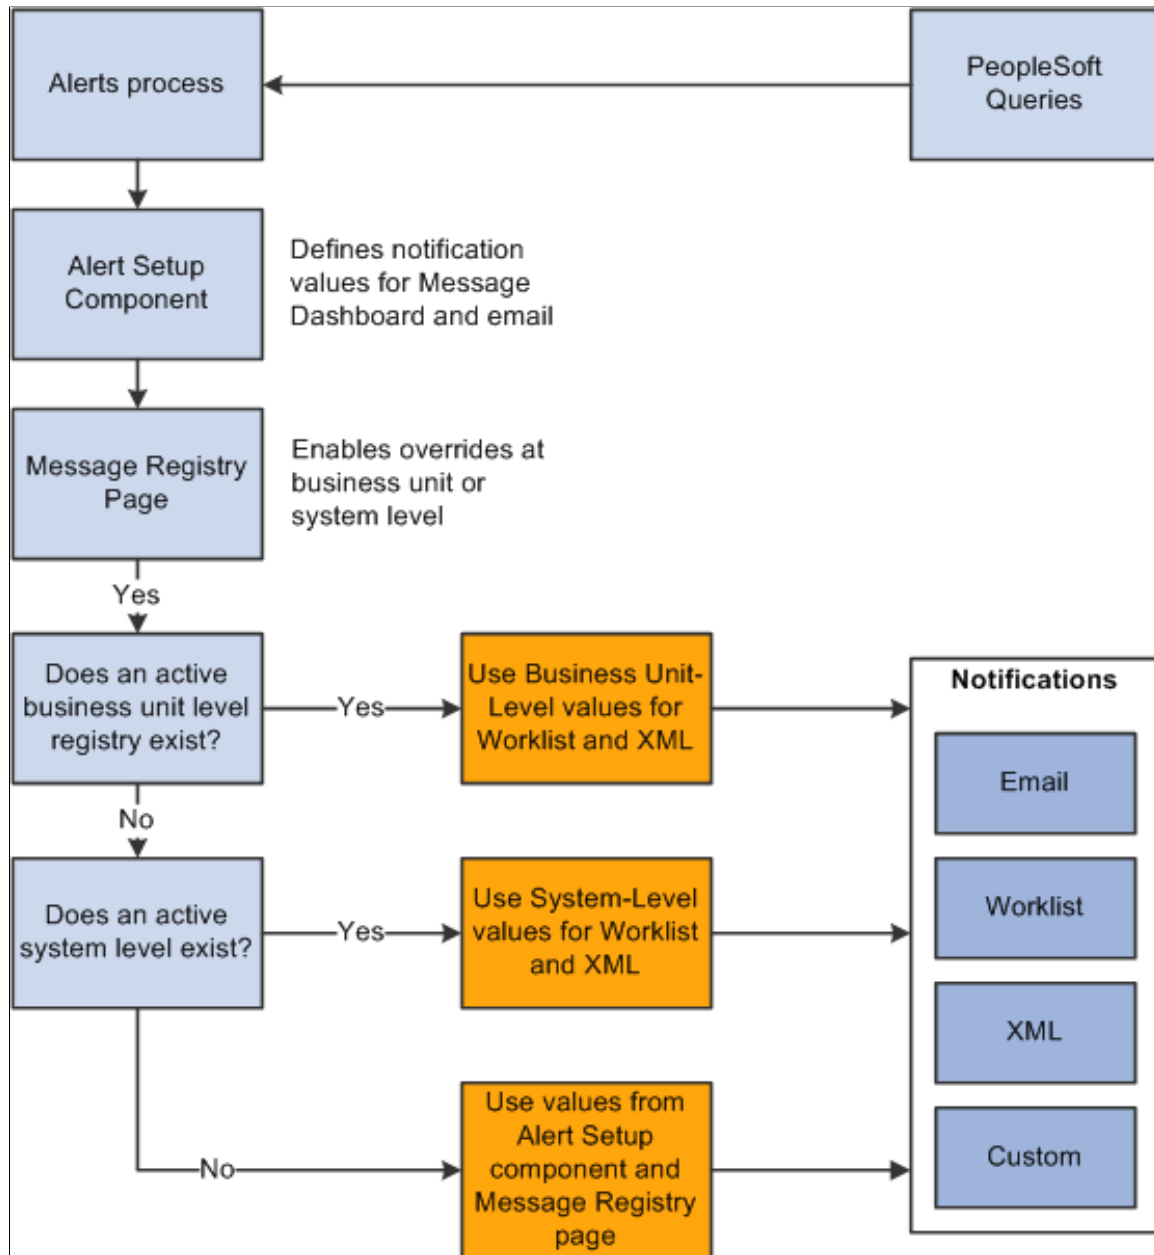 Alerts process
PeopleSoft
Queries
Alert Setup
Component
Defines notification
values for Message
Dashboard and email
Message Registry
Page
Enables overrides at
business unit or
system level
Yes
Does an active
business unit level
registry exist?
Yes
Use Business Unit-
Level values for
Worklist and XML
Notifications
Email
Worklist
XML
Custom
No
Does an active
system level exist?
Yes
Use System-Level
values for Worklist
and XML
No
Use values from
Alert Setup
component and
Message Registry
page